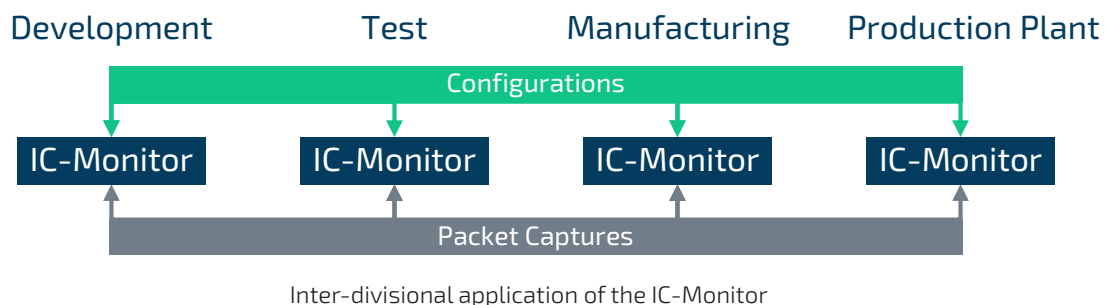 Development Test Manufacturing Production Plant
Configurations
IC-Monitor IC-Monitor IC-Monitor IC-Monitor
Packet Captures
Inter-divisional application of the IC-Monitor